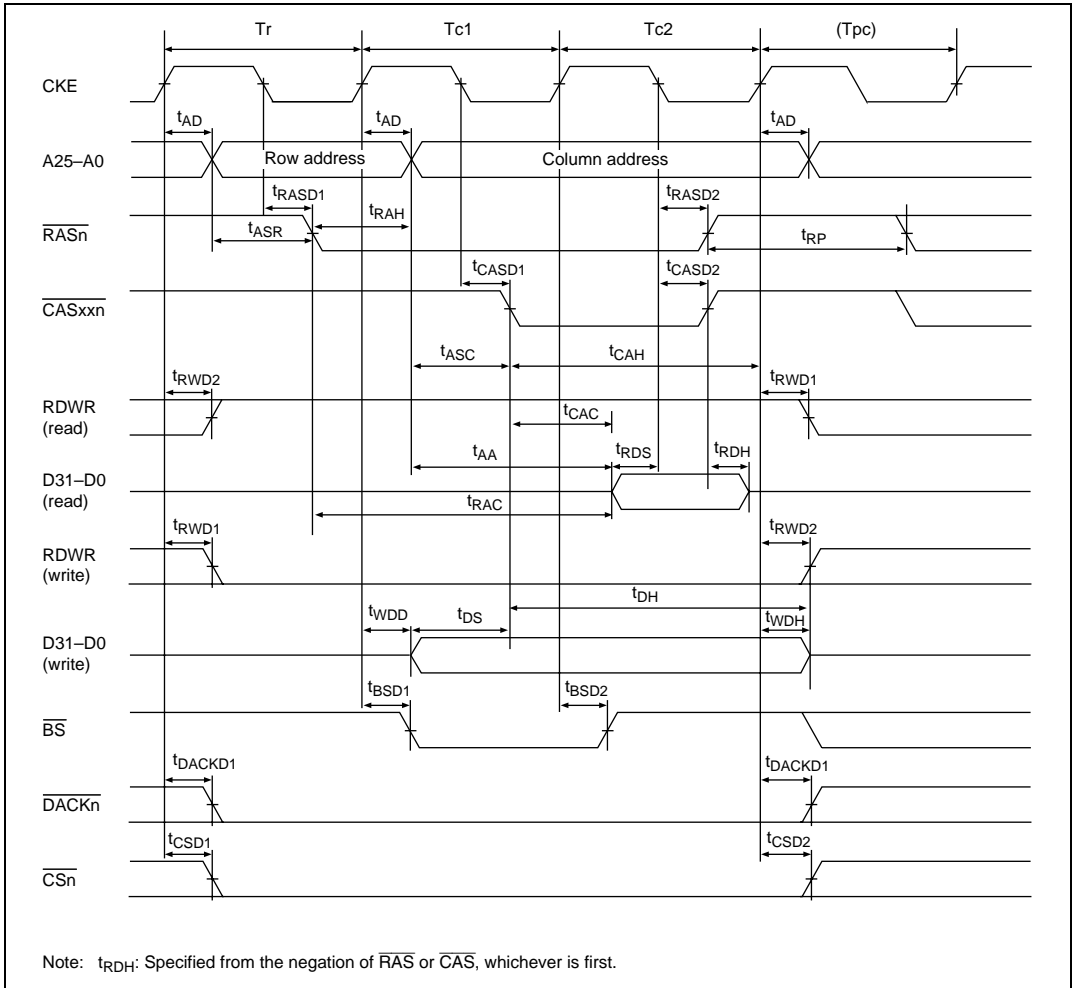 Tr Tc1 Tc2 (Tpc)
CKE
tAD tAD tAD
A25–A0 Row address Column address
tRASD1 tRASD2
tRAH
RASn tASR tRP
tCASD1 tCASD2
CASxxn
tASC tCAH
tRWD2 tRWD1
RDWR
(read)
tCAC
tAA tRDS tRDH
D31–D0
(read)
tRAC
tRWD1 tRWD2
RDWR
(write)
tDH
tWDD tDS tWDH
D31–D0
(write)
tBSD1 tBSD2
BS
tDACKD1 tDACKD1
DACKn
tCSD1 tCSD2
CSn
Note: tRDH: Specified from the negation of RAS or CAS, whichever is first.